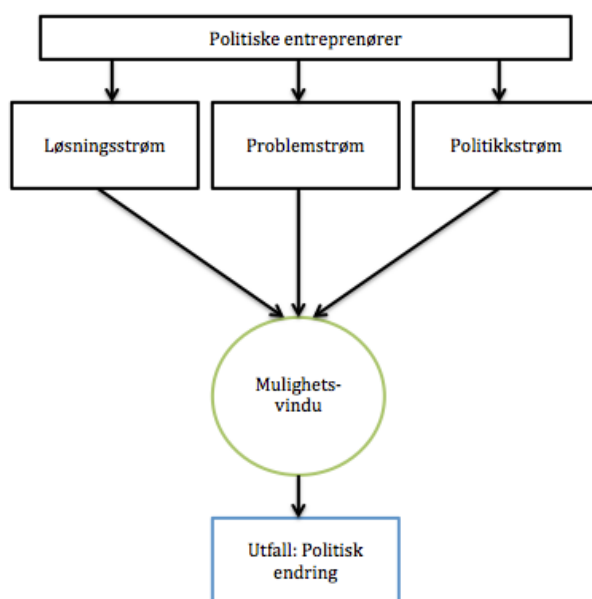 Politiske entreprenører
Løsningsstrøm
Problemstrøm
Politikkstrøm
Mulighets-
vindu
Utfall: Politisk
endring